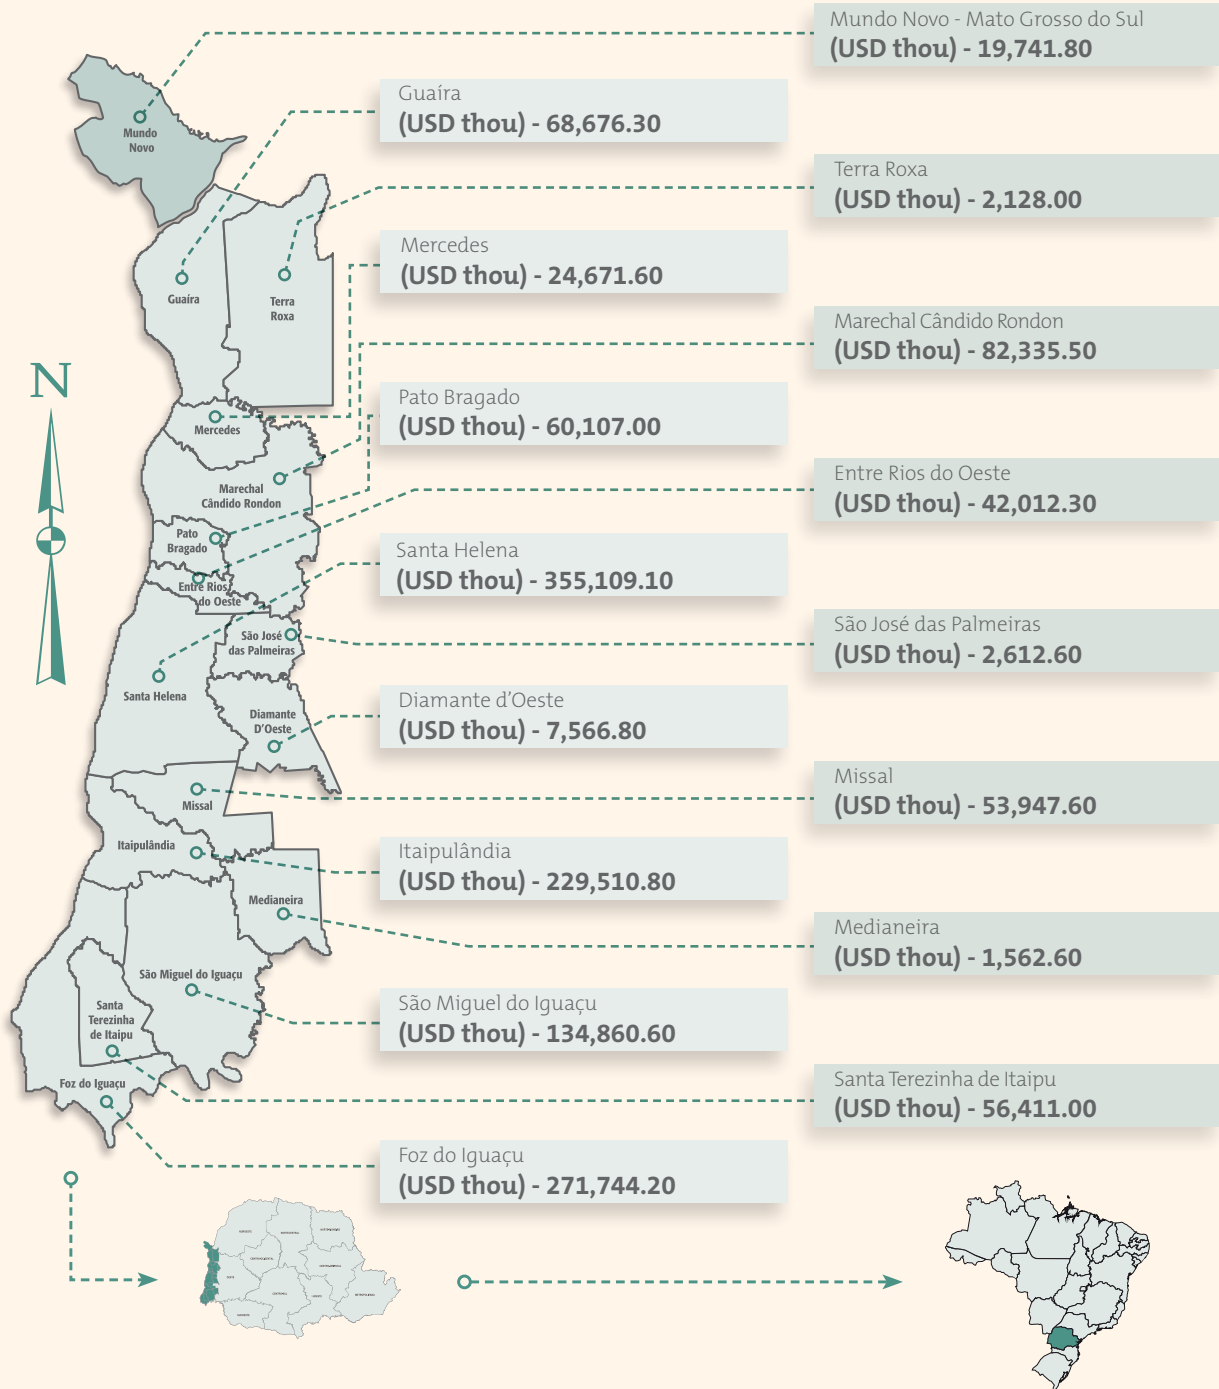 Mundo Novo - Mato Grosso do Sul
(USD thou) - 19,741.80
Guaíra
(USD thou) - 68,676.30
Terra Roxa
(USD thou) - 2,128.00
Mercedes
(USD thou) - 24,671.60
Marechal Cândido Rondon
(USD thou) - 82,335.50
Pato Bragado
(USD thou) - 60,107.00
Entre Rios do Oeste
(USD thou) - 42,012.30
Santa Helena
(USD thou) - 355,109.10
São José das Palmeiras
(USD thou) - 2,612.60
Diamante d’Oeste
(USD thou) - 7,566.80
Missal
(USD thou) - 53,947.60
Itaipulândia
(USD thou) - 229,510.80
Medianeira
(USD thou) - 1,562.60
São Miguel do Iguaçu
(USD thou) - 134,860.60
Santa Terezinha de Itaipu
(USD thou) - 56,411.00
Foz do Iguaçu
(USD thou) - 271,744.20
N
Mundo
Novo
Guaíra
Terra
Roxa
Mercedes
Marechal
Cândido Rondon
Pato
Bragado
Entre Rios
do Oeste
São José
das Palmeiras
Santa Helena
Diamante
D’Oeste
Missal
Itaipulândia
Medianeira
São Miguel do Iguaçu
Santa
Terezinha
de Itaipu
Foz do Iguaçu